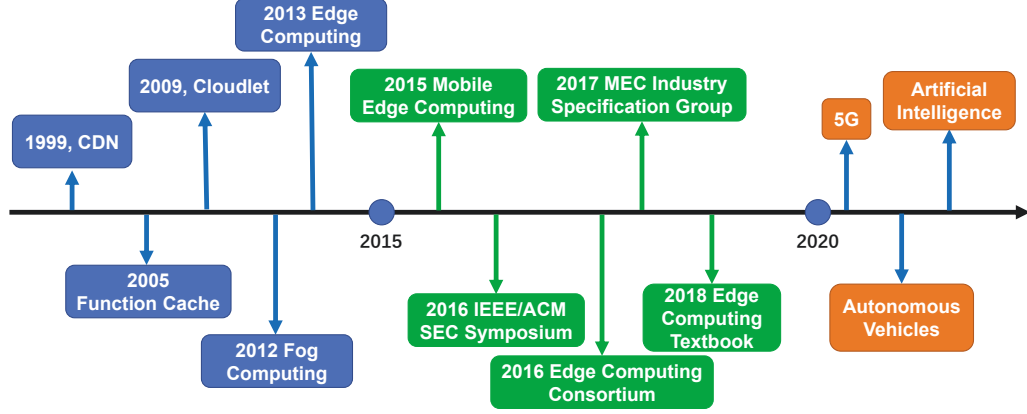 2013 Edge
Computing
2009, Cloudlet
1999, CDN
2015 Mobile
Edge Computing
2017 MEC Industry
Specification Group
5G
Artificial
Intelligence
2015
2020
2005
Function Cache
2012 Fog
Computing
2016 IEEE/ACM
SEC Symposium
2016 Edge Computing
Consortium
2018 Edge
Computing
Textbook
Autonomous
Vehicles